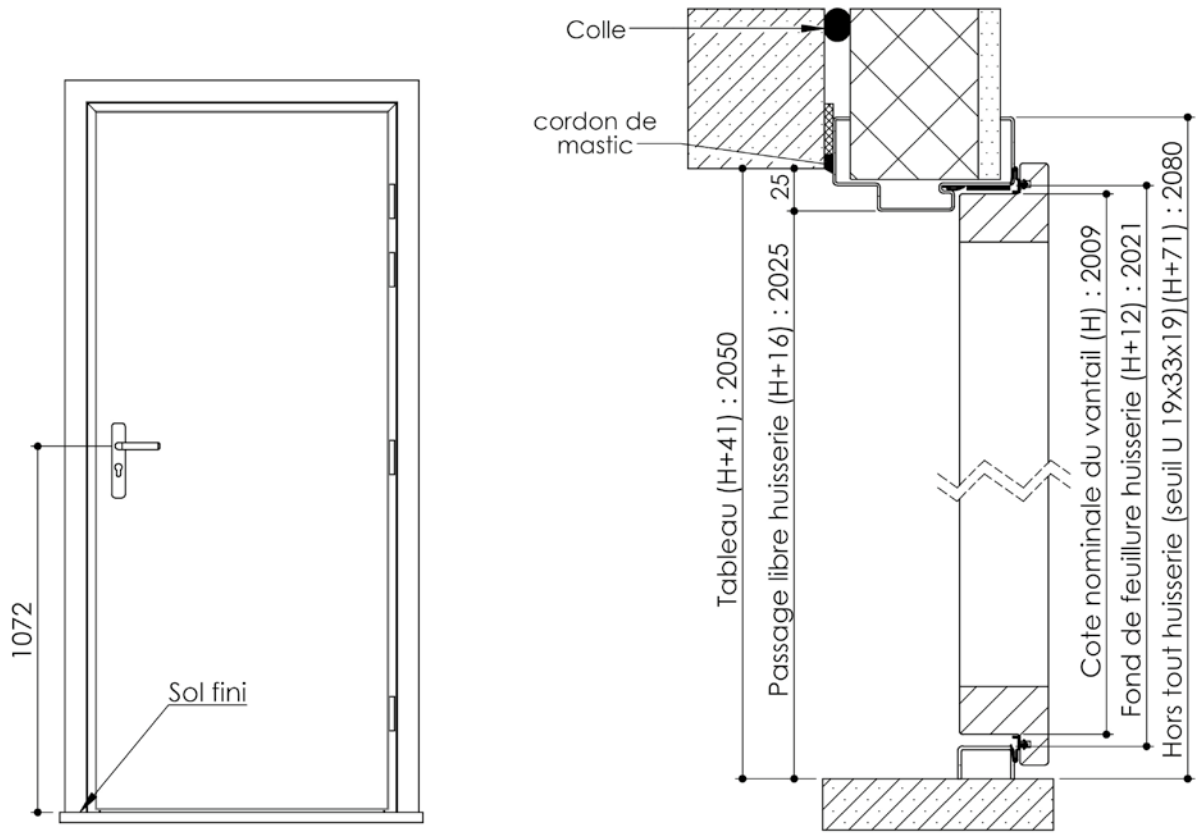 1072
Sol fini
Colle
cordon de
mastic
25
Tableau (H+41) : 2050
Passage libre huisserie (H+16) : 2025
Cote nominale du vantail (H) : 2009
Fond de feuillure huisserie (H+12) : 2021
Hors tout huisserie (seuil U 19x33x19)(H+71) : 2080